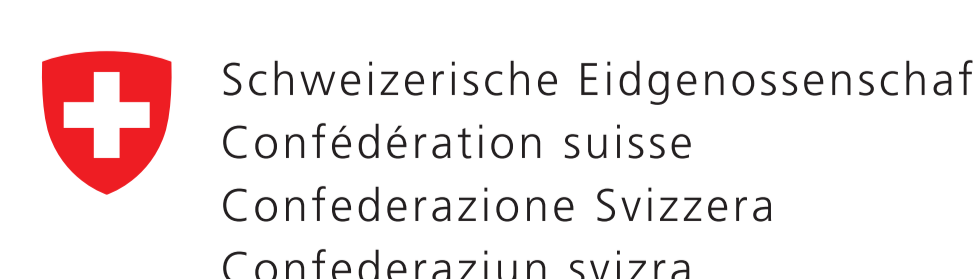 Schweizerische Eidgenossenschaf
Confédération suisse
Confederazione Svizzera
Confederaziun svizra